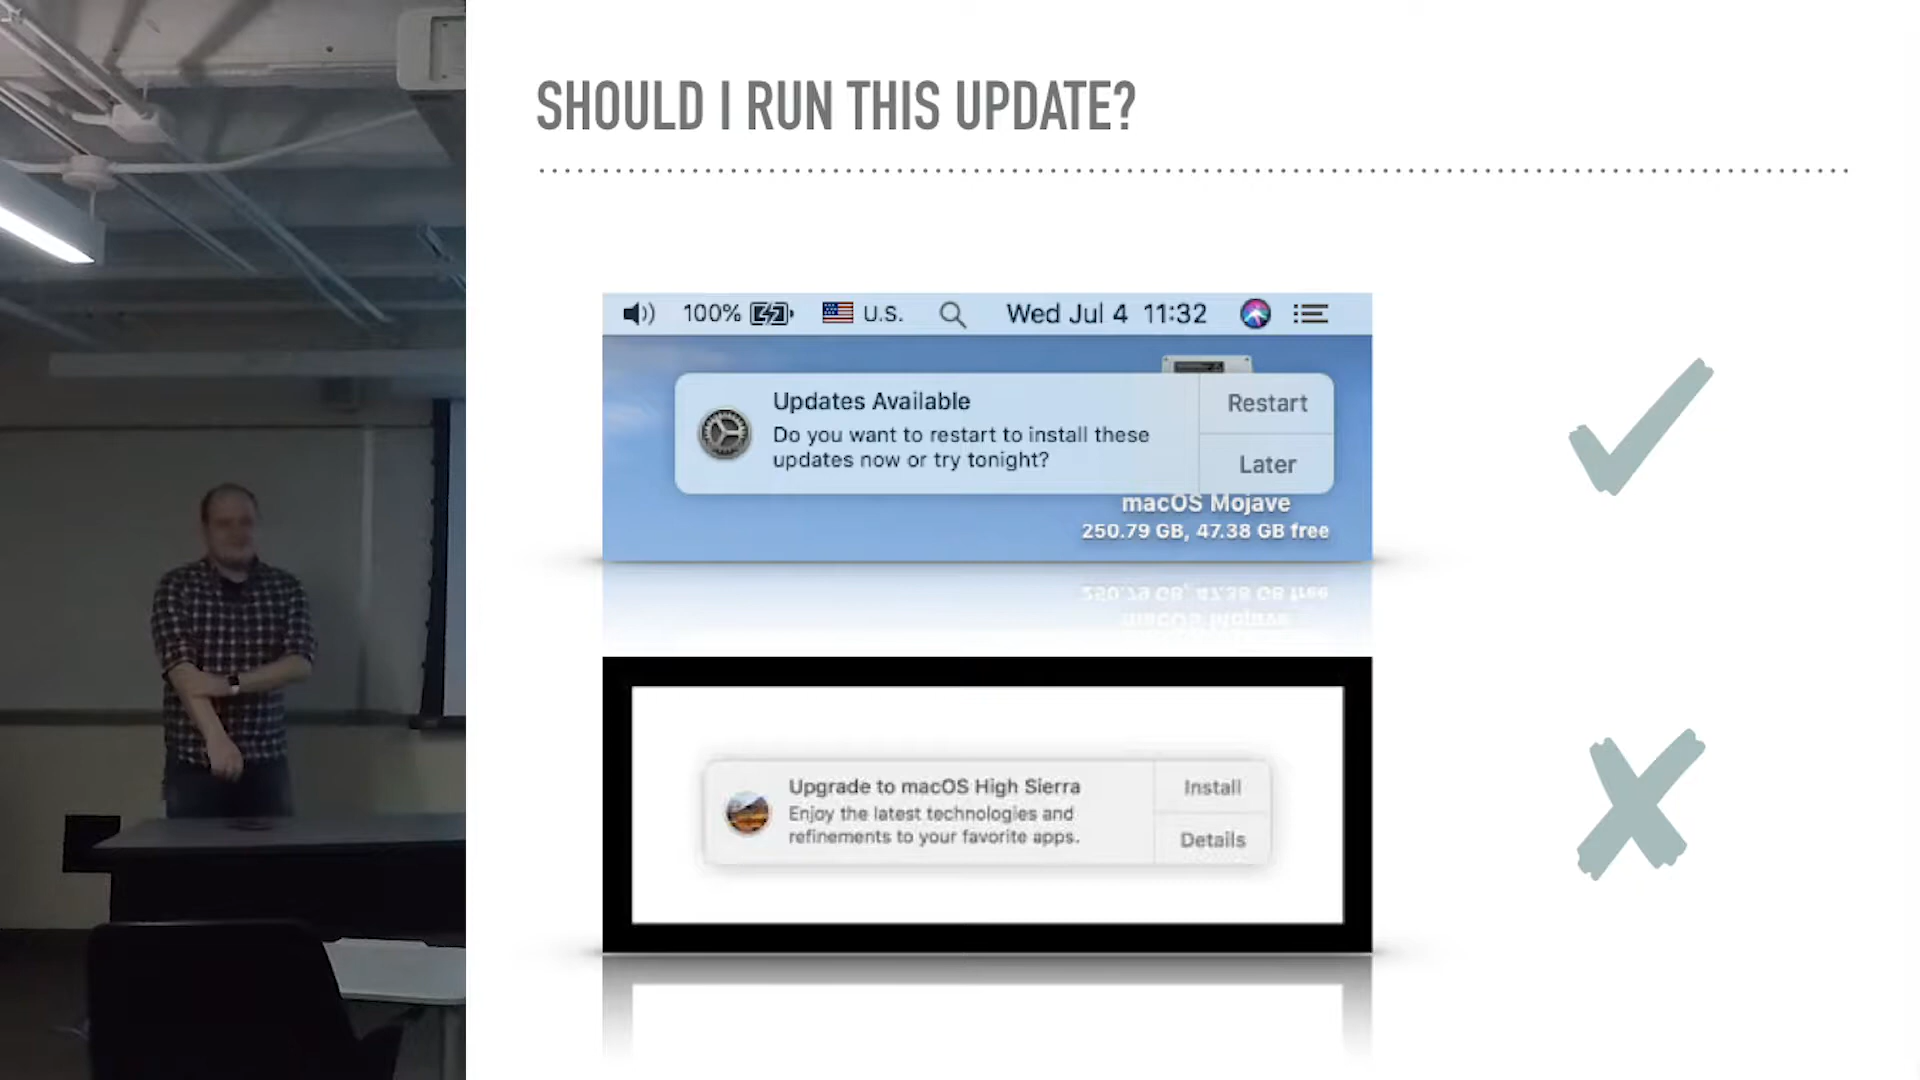 SHOULD I RUN THIS UPDATE?
100% U.S. Wed Jul 4 11:32
Updates Available
Do you want to restart to install these
updates now or try tonight?
Restart
Later
macOS Mojave
250.79 GB, 47.38 GB free
Upgrade to macOS High Sierra
Enjoy the latest technologies and
refinements to your favorite apps.
Install
Details